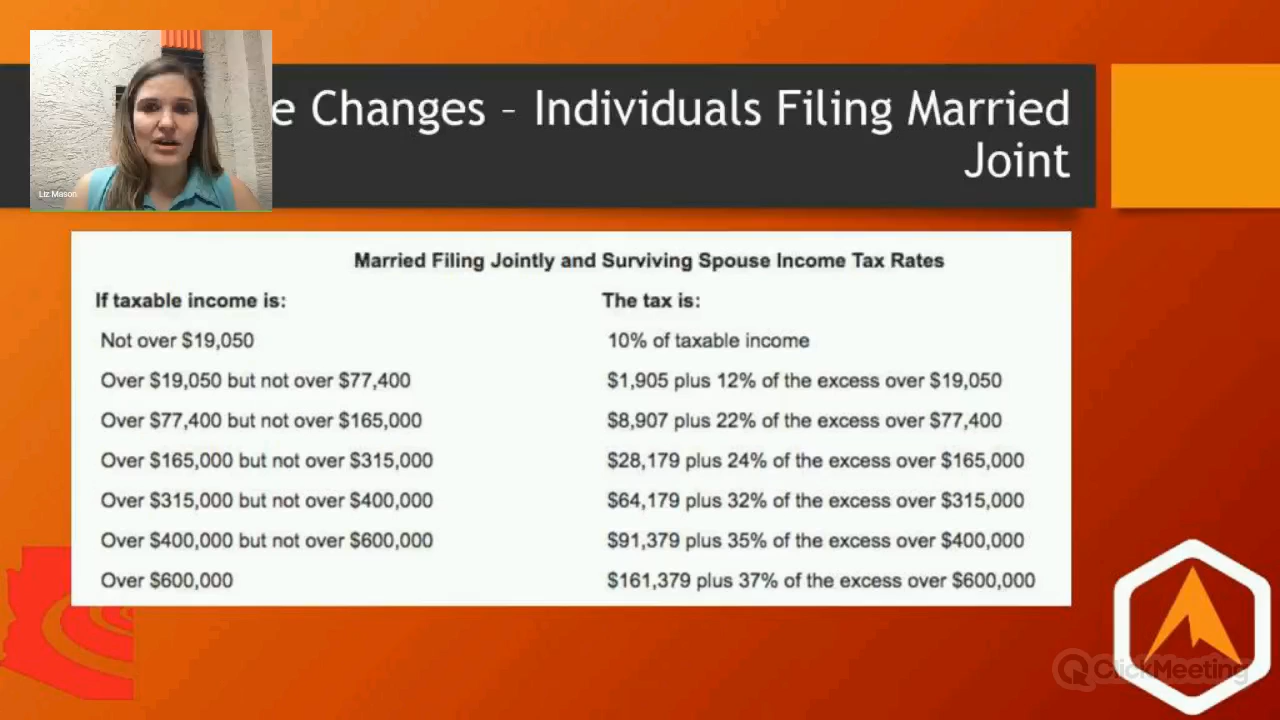 e Changes – Individuals Filing Married
Joint
Liz Mason
Married Filing Jointly and Surviving Spouse Income Tax Rates
If taxable income is: The tax is:
Not over $19,050 10% of taxable income
Over $19,050 but not over $77,400 $1,905 plus 12% of the excess over $19,050
Over $77,400 but not over $165,000 $8,907 plus 22% of the excess over $77,400
Over $165,000 but not over $315,000 $28,179 plus 24% of the excess over $165,000
Over $315,000 but not over $400,000 $64,179 plus 32% of the excess over $315,000
Over $400,000 but not over $600,000 $91,379 plus 35% of the excess over $400,000
Over $600,000 $161,379 plus 37% of the excess over $600,000
ClickMeeting